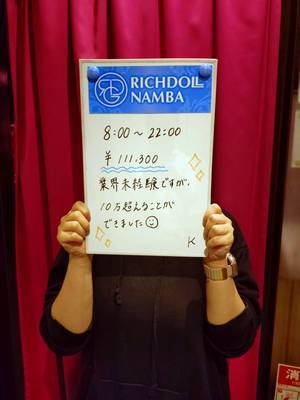 RICHDOLL
NAMBA
8:00〜22:00
¥111,300
業界未経験ですが、
10万超えることが
できました☺
K
消